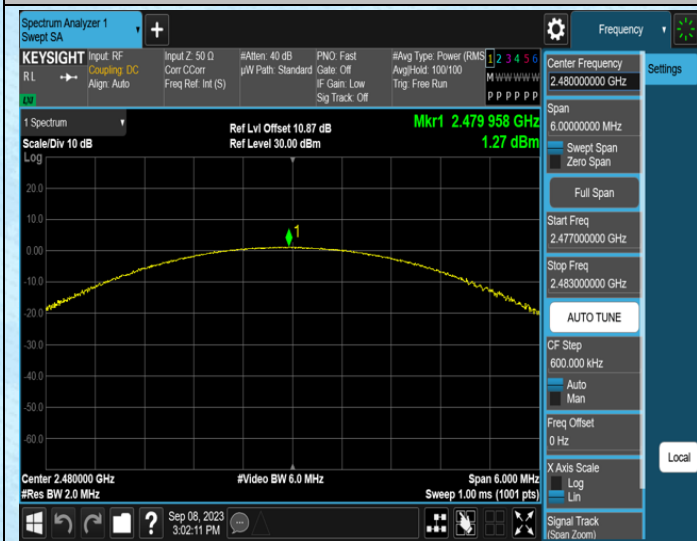 Spectrum Analyzer 1
Swept SA
+
Frequency
KEYSIGHT
RL
LXI
Input: RF
Coupling: DC
Align: Auto
Input Z: 50 Ω
Corr CCorr
Freq Ref: Int (S)
#Atten: 40 dB
µW Path: Standard
PNO: Fast
Gate: Off
IF Gain: Low
Sig Track: Off
#Avg Type: Power (RMS
Avg|Hold: 100/100
Trig: Free Run
1 2 3 4 5 6
M W W W W W
P P P P P P
1 Spectrum
Scale/Div 10 dB
Log
Ref Lvl Offset 10.87 dB
Ref Level 30.00 dBm
Mkr1 2.479 958 GHz
1.27 dBm
20.0
10.0
0.00
-10.0
-20.0
-30.0
-40.0
-50.0
-60.0
1
Center 2.480000 GHz
#Res BW 2.0 MHz
#Video BW 6.0 MHz
Span 6.000 MHz
Sweep 1.00 ms (1001 pts)
?
Sep 08, 2023
3:02:11 PM
Center Frequency
2.480000000 GHz
Span
6.00000000 MHz
Swept Span
Zero Span
Full Span
Start Freq
2.477000000 GHz
Stop Freq
2.483000000 GHz
AUTO TUNE
CF Step
600.000 kHz
Auto
Man
Freq Offset
0 Hz
X Axis Scale
Log
Lin
Signal Track
(Span Zoom)
Settings
Local